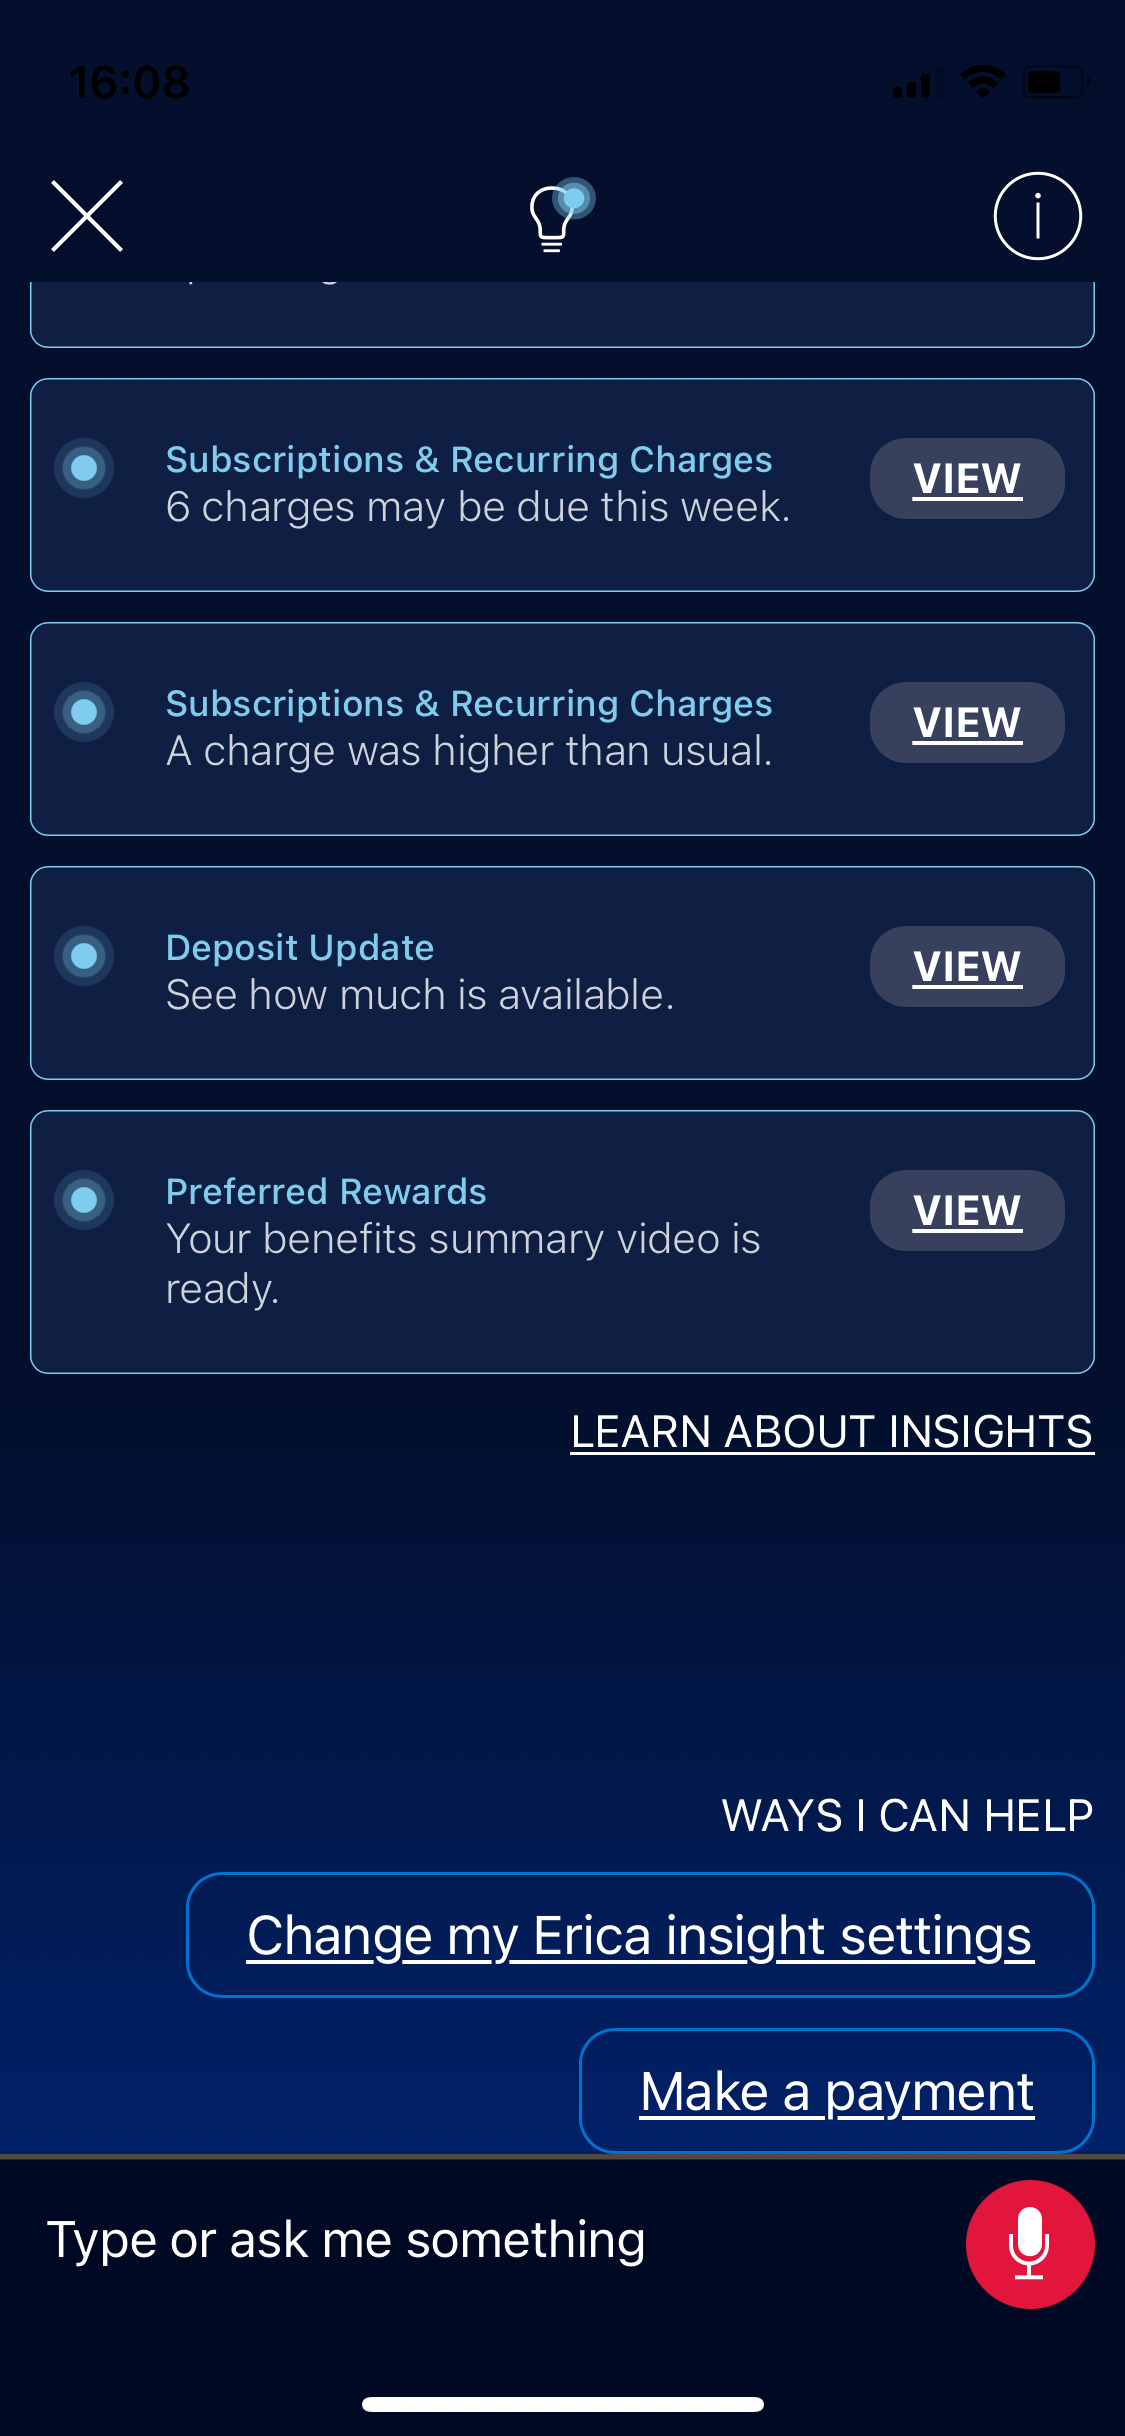 16:08
Subscriptions & Recurring Charges
6 charges may be due this week.
VIEW
Subscriptions & Recurring Charges
A charge was higher than usual.
VIEW
Deposit Update
See how much is available.
VIEW
Preferred Rewards
Your benefits summary video is
ready.
VIEW
LEARN ABOUT INSIGHTS
WAYS I CAN HELP
Change my Erica insight settings
Make a payment
Type or ask me something